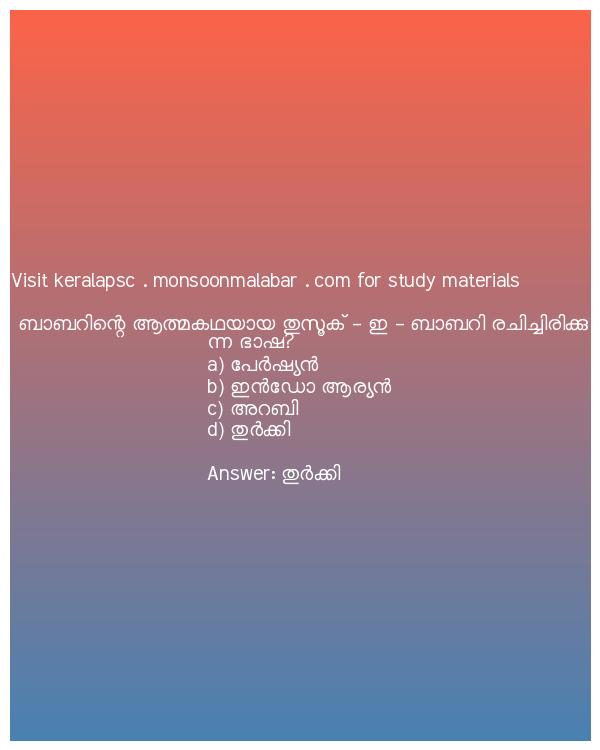 Visit keralapsc . monsoonmalabar . com for study materials
ബാബറിന്റെ ആത്മകഥയായ തുസൂക് - ഇ - ബാബറി രചിച്ചിരിക്കു
ന്ന ഭാഷ?
a) പേർഷ്യൻ
b) ഇൻഡോ ആര്യൻ
c) അറബി
d) തുർക്കി
Answer: തുർക്കി